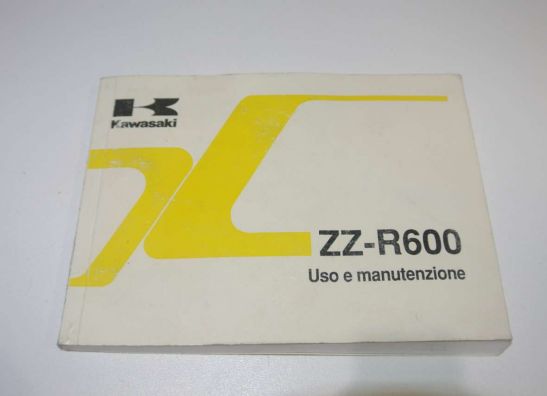 Kawasaki
ZZ-R600
Uso e manutenzione